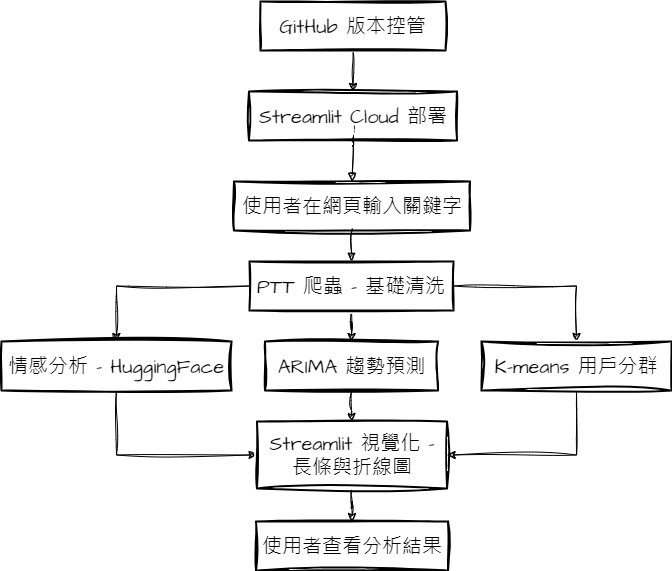 GitHub 版本控管
Streamlit Cloud 部署
使用者在網頁輸入關鍵字
PTT 爬蟲 - 基礎清洗
情感分析 - HuggingFace
ARIMA 趨勢預測
K-means 用戶分群
Streamlit 視覺化 -
長條與折線圖
使用者查看分析結果